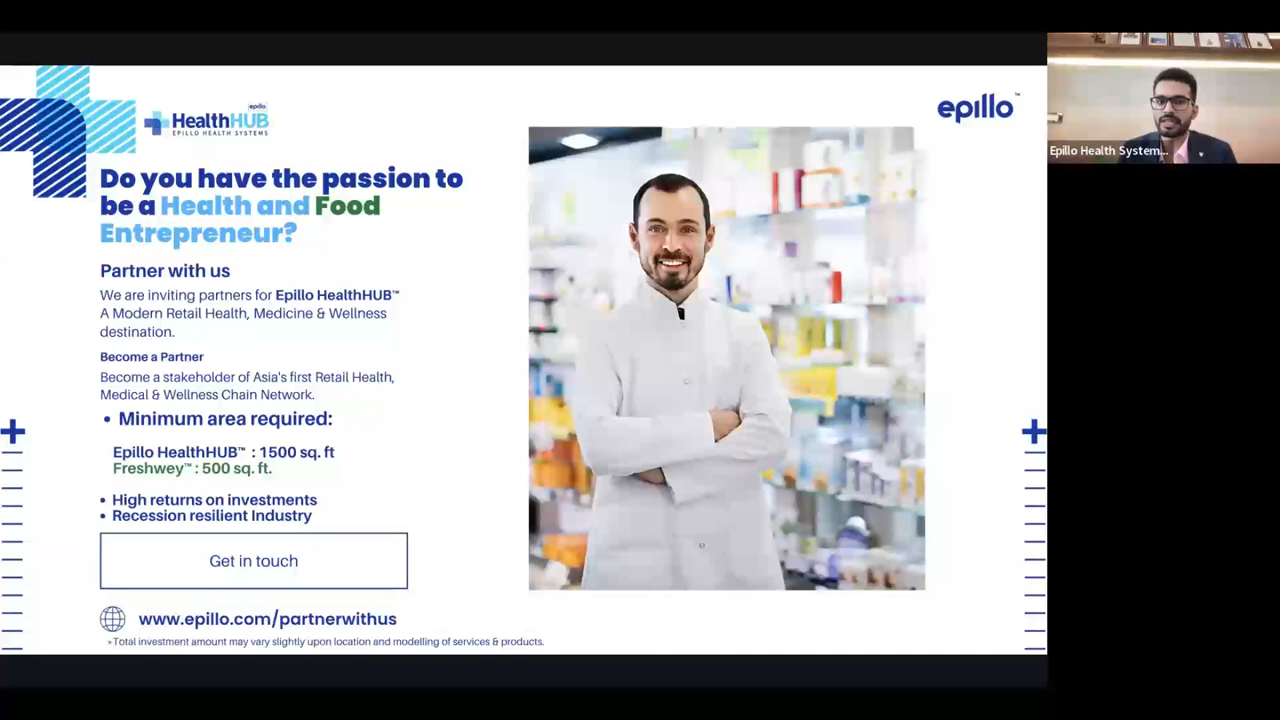 epillo
HealthHUB
EPILLO HEALTH SYSTEMS
epillo™
Do you have the passion to
be a Health and Food
Entrepreneur?
Partner with us
We are inviting partners for Epillo HealthHUB™
A Modern Retail Health, Medicine & Wellness
destination.
Become a Partner
Become a stakeholder of Asia's first Retail Health,
Medical & Wellness Chain Network.
• Minimum area required:
Epillo HealthHUB™ : 1500 sq. ft
Freshwey™ : 500 sq. ft.
• High returns on investments
• Recession resilient Industry
Get in touch
www.epillo.com/partnerwithus
*Total investment amount may vary slightly upon location and modelling of services & products.
Epillo Health System...